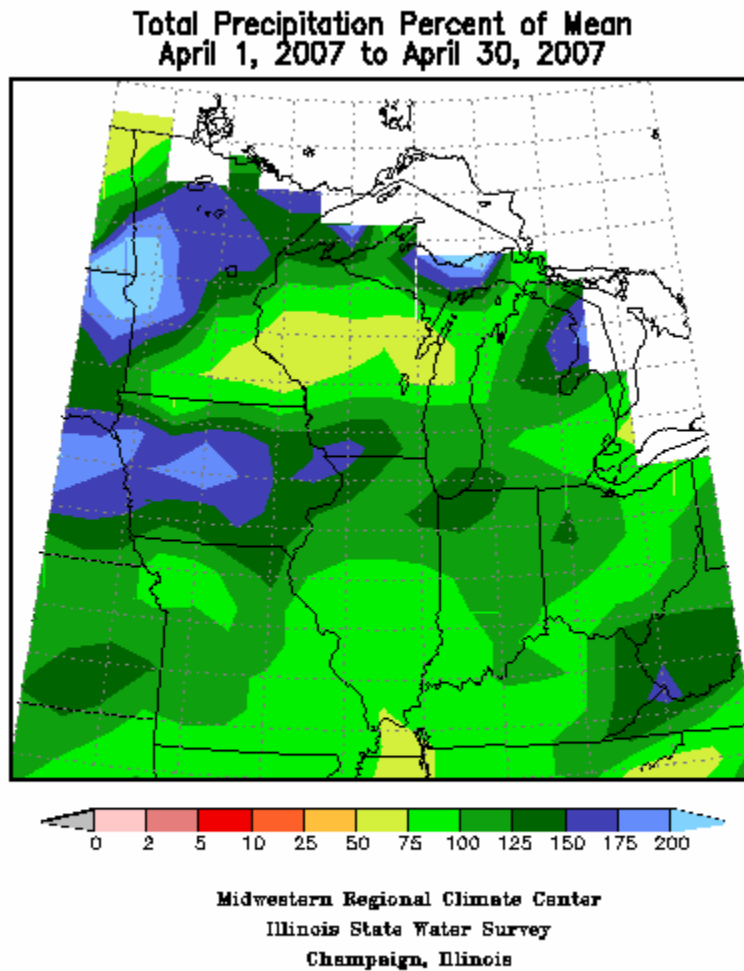 Total Precipitation Percent of Mean
April 1, 2007 to April 30, 2007
0 2 5 10 25 50 75 100 125 150 175 200
Midwestern Regional Climate Center
Illinois State Water Survey
Champaign, Illinois